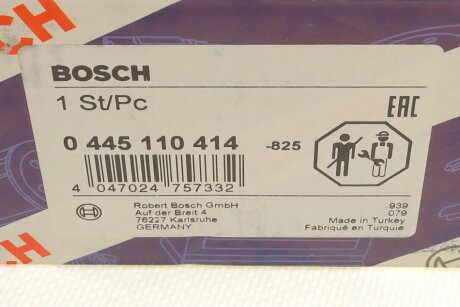 BOSCH
1 St/Pc
EAC
0 445 110 414 -825
4 047024 757332
Robert Bosch GmbH
Auf der Breit 4
76227 Karlsruhe
GERMANY
939
079
Made in Turkey
Fabriqué en Turquie